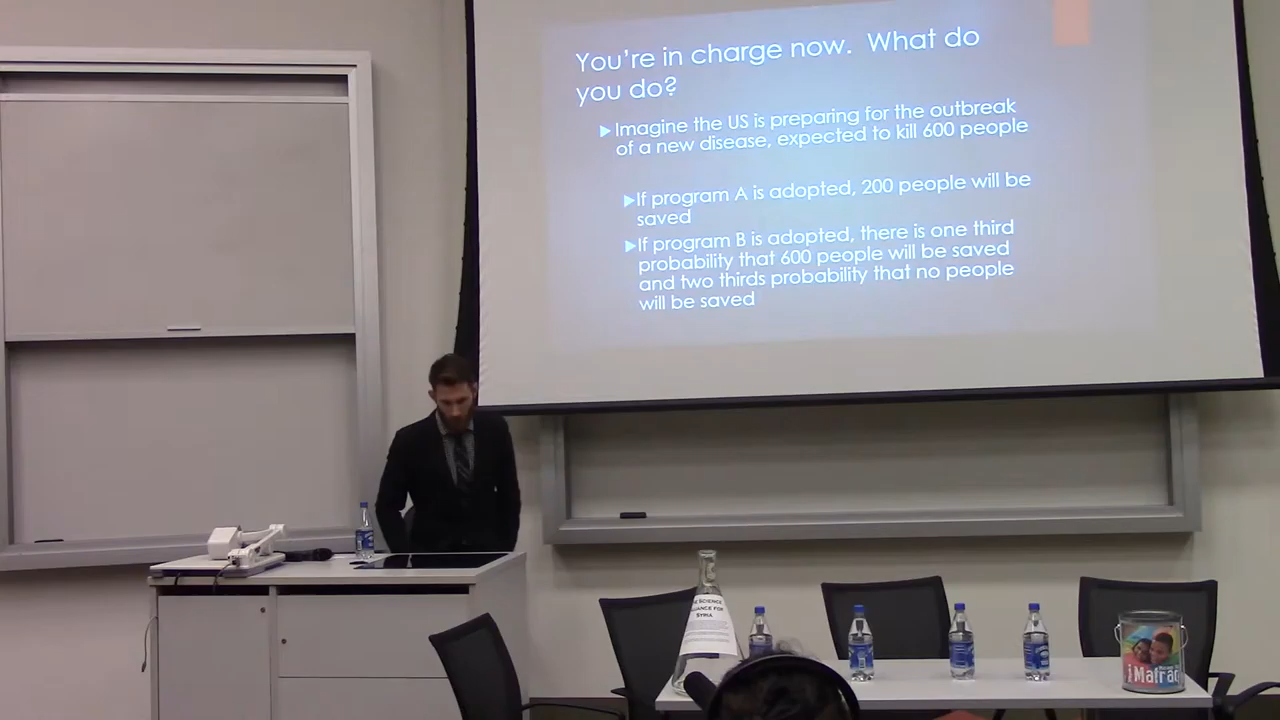 You're in charge now. What do
you do?
Imagine the US is preparing for the outbreak
of a new disease, expected to kill 600 people
If program A is adopted, 200 people will be
saved
If program B is adopted, there is one third
probability that 600 people will be saved
and two thirds probability that no people
will be saved
SCIENCE
FOR
SYRIA